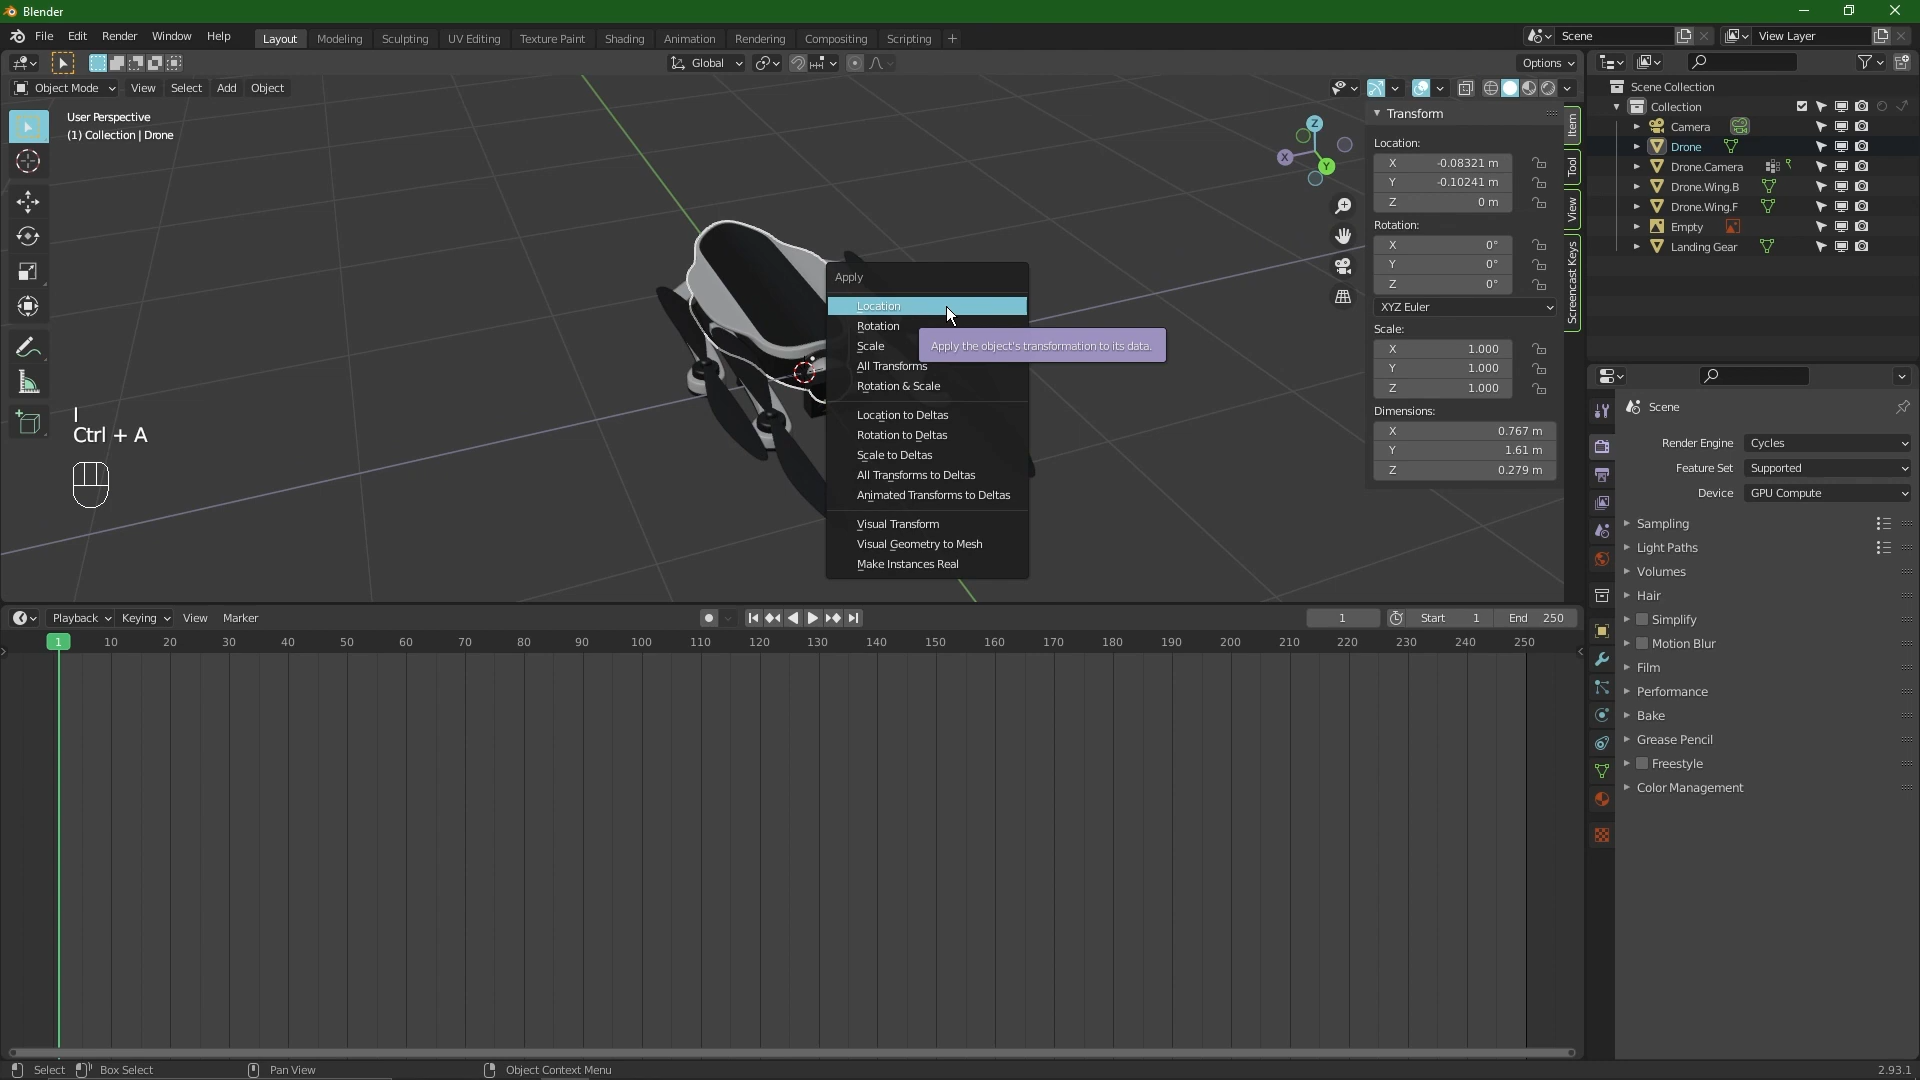 Blender
File Edit Render Window Help
Layout Modeling Sculpting UV Editing Texture Paint Shading Animation Rendering Compositing Scripting +
Scene
View Layer
Global
Options
Object Mode View Select Add Object
User Perspective
(1) Collection | Drone
Z
X
Y
Apply
Location
Rotation
Scale
All Transforms
Rotation & Scale
Location to Deltas
Rotation to Deltas
Scale to Deltas
All Transforms to Deltas
Animated Transforms to Deltas
Visual Transform
Visual Geometry to Mesh
Make Instances Real
Apply the object's transformation to its data.
I
Ctrl + A
Transform
Location:
X -0.08321 m
Y -0.10241 m
Z 0 m
Rotation:
X 0°
Y 0°
Z 0°
XYZ Euler
Scale:
X 1.000
Y 1.000
Z 1.000
Dimensions:
X 0.767 m
Y 1.61 m
Z 0.279 m
Item
Tool
View
Screencast Keys
Scene Collection
Collection
Camera
Drone
Drone.Camera
Drone.Wing.B
Drone.Wing.F
Empty
Landing Gear
Scene
Render Engine Cycles
Feature Set Supported
Device GPU Compute
Sampling
Light Paths
Volumes
Hair
Simplify
Motion Blur
Film
Performance
Bake
Grease Pencil
Freestyle
Color Management
Playback Keying View Marker
1 Start 1 End 250
1 10 20 30 40 50 60 70 80 90 100 110 120 130 140 150 160 170 180 190 200 210 220 230 240 250
Select Box Select Pan View Object Context Menu
2.93.1